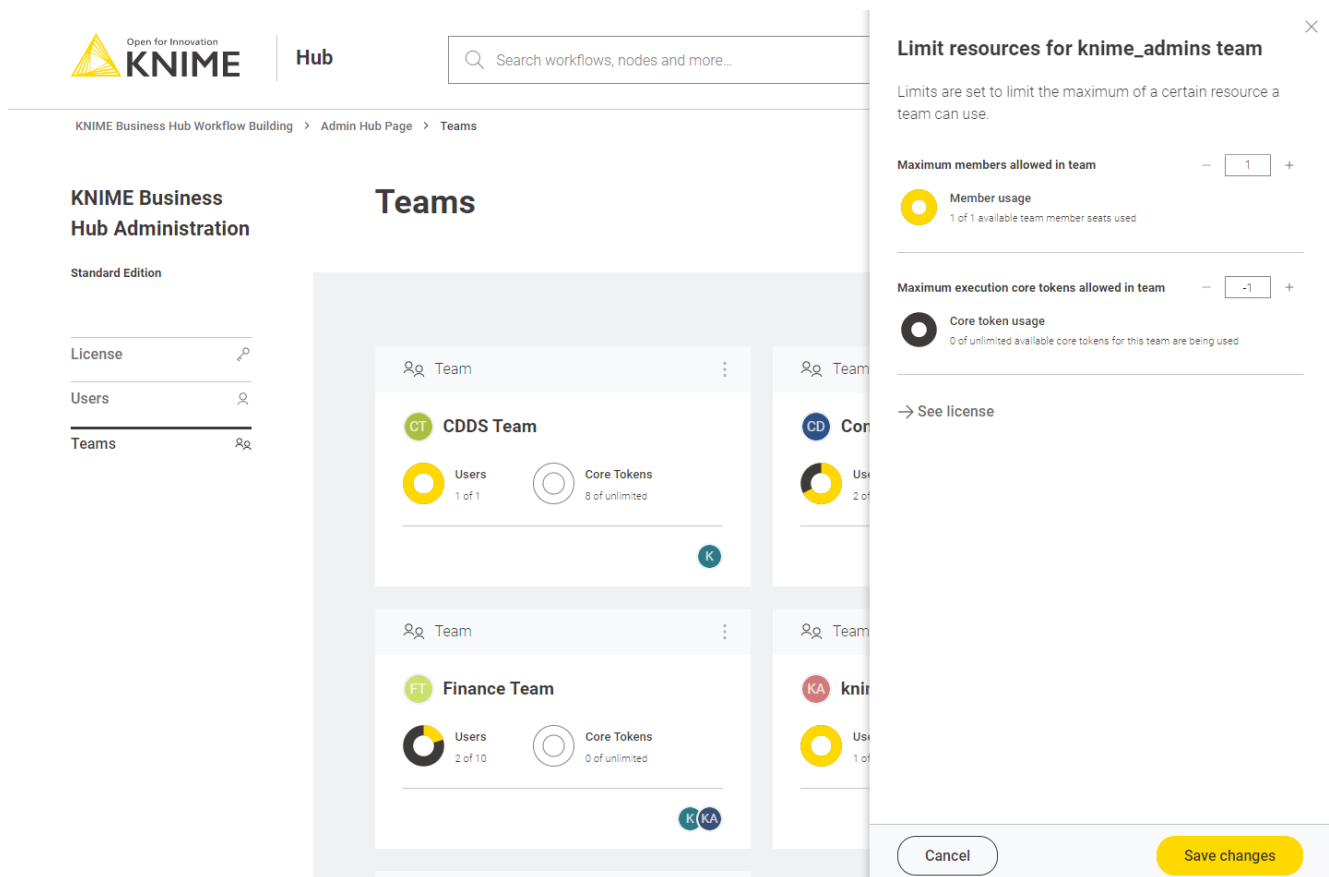 Open for Innovation
KNIME
Hub
Search workflows, nodes and more...
KNIME Business Hub Workflow Building > Admin Hub Page > Teams
KNIME Business
Hub Administration
Standard Edition
License
Users
Teams
Teams
Team
CT CDDS Team
Users
1 of 1
Core Tokens
8 of unlimited
K
Team
CD
Team
FT Finance Team
Users
2 of 10
Core Tokens
0 of unlimited
K KA
Team
KA
Limit resources for knime_admins team
Limits are set to limit the maximum of a certain resource a
team can use.
Maximum members allowed in team − 1 +
Member usage
1 of 1 available team member seats used
Maximum execution core tokens allowed in team − -1 +
Core token usage
0 of unlimited available core tokens for this team are being used
→ See license
Cancel
Save changes